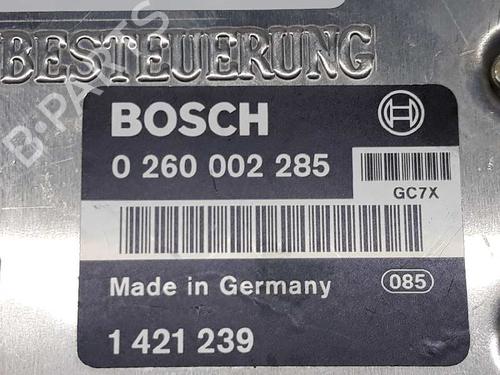 BESTEUERUNG
B-PARTS
BOSCH
0 260 002 285
GC7X
Made in Germany
085
1 421 239